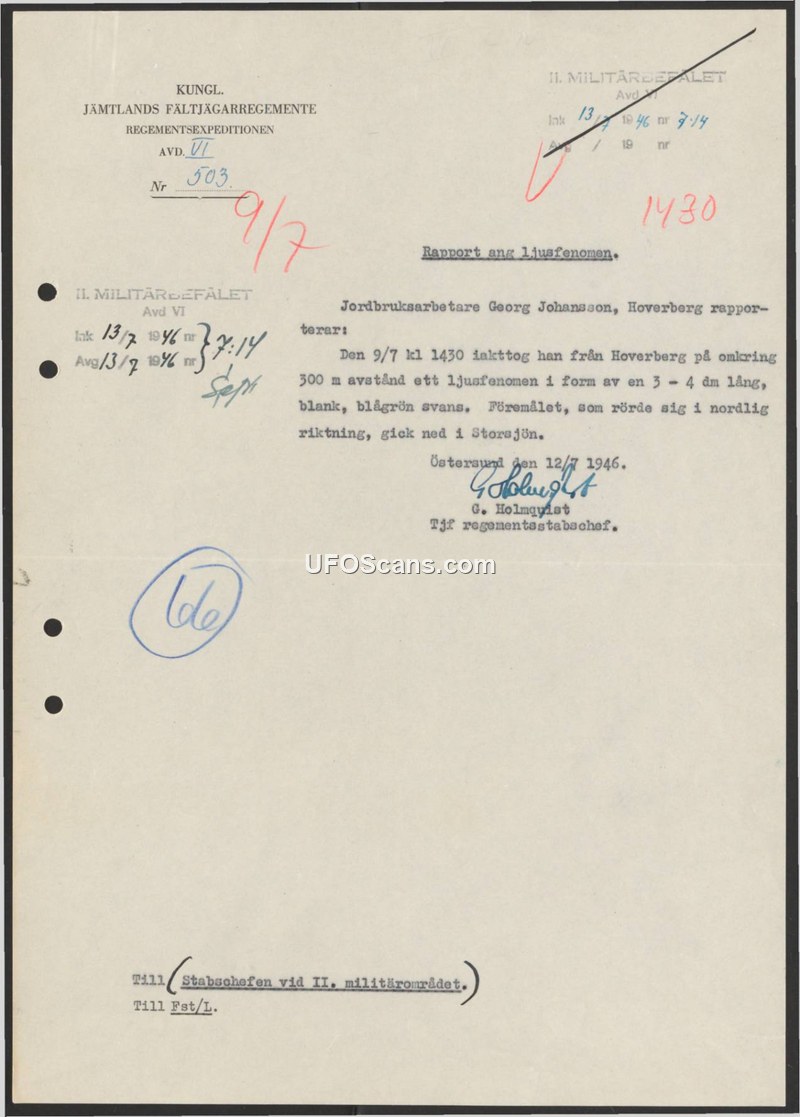 KUNGL.
JÄMTLANDS FÄLTJÄGARREGEMENTE
REGEMENTSEXPEDITIONEN
AVD. VI
Nr 503.
9/7
II. MILITÄRBEFÄLET
Avd VI
Ink 13/7 1946 nr 7:14
Avg / 19 nr
1430
Rapport ang ljusfenomen.
II. MILITÄRBEFÄLET
Avd VI
Ink 13/7 1946 nr
Avg 13/7 1946 nr
7:14
Jordbruksarbetare Georg Johansson, Hoverberg rappor-
terar:
Den 9/7 kl 1430 iakttog han från Hoverberg på omkring
300 m avstånd ett ljusfenomen i form av en 3 - 4 dm lång,
blank, blågrön svans. Föremålet, som rörde sig i nordlig
riktning, gick ned i Storsjön.
Östersund den 12/7 1946.
G Holmqvist
G. Holmqvist
Tjf regementsstabschef.
UFOScans.com
66
Till (Stabschefen vid II. militärområdet.)
Till Fst/L.